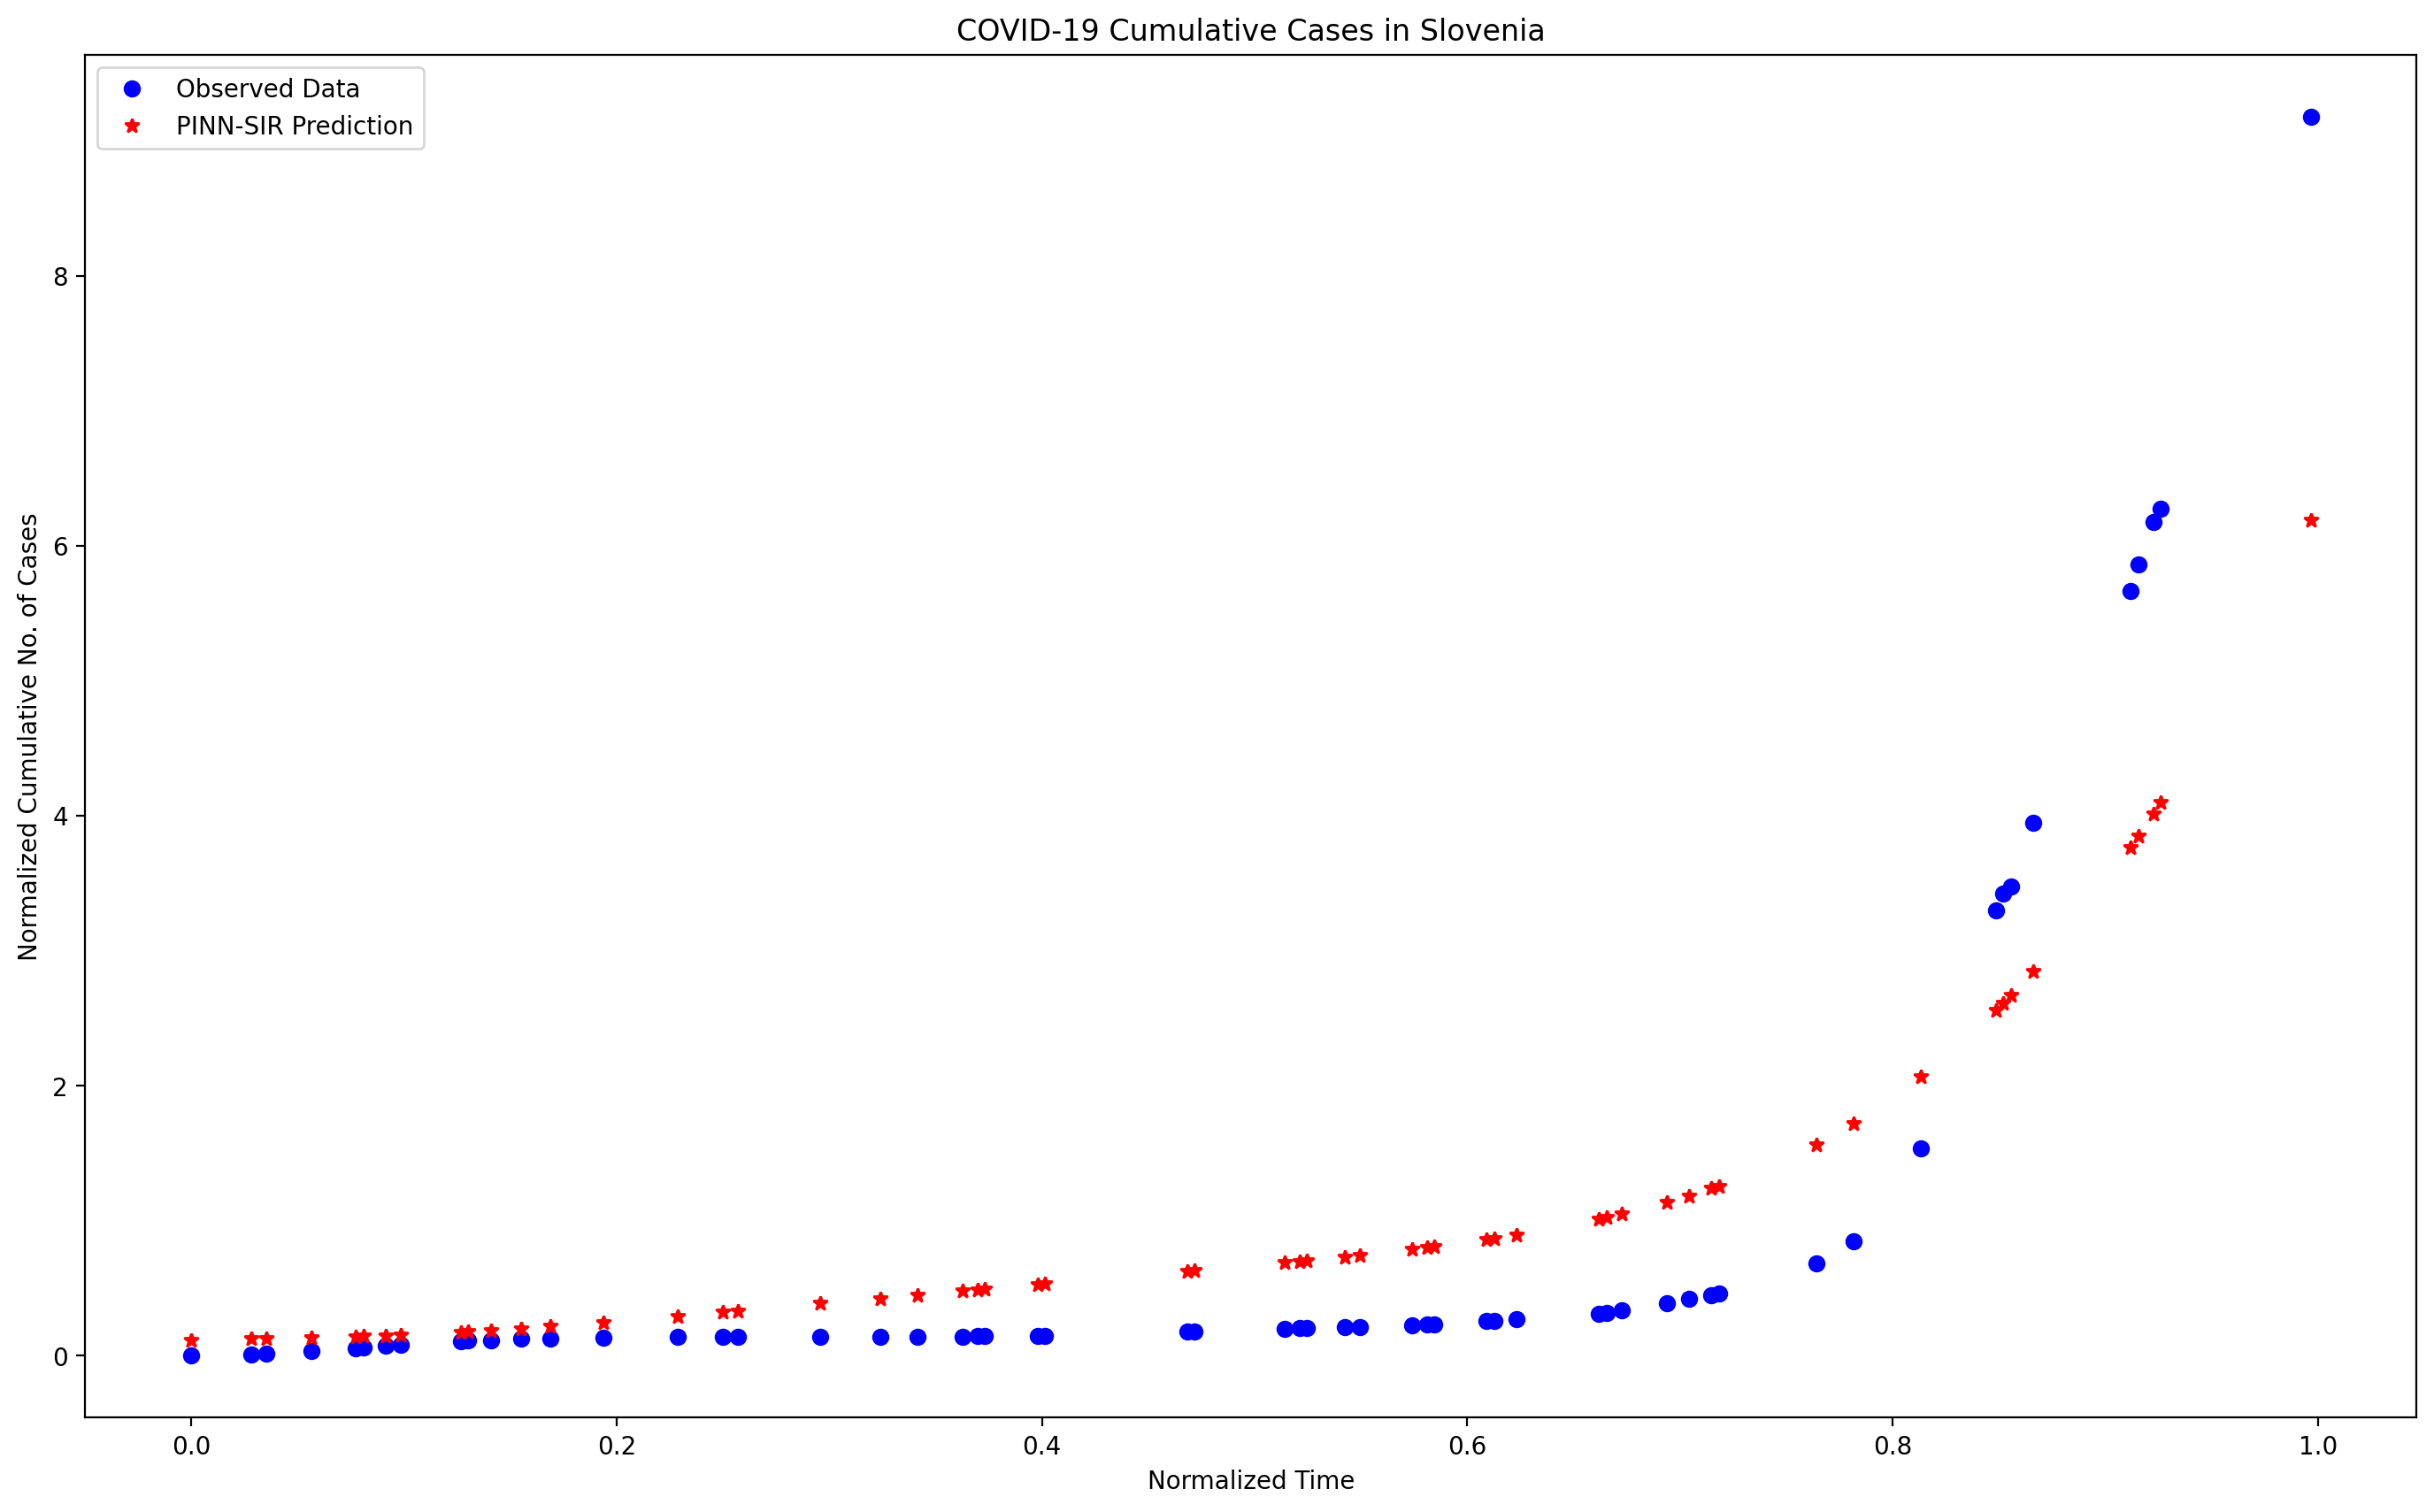 COVID-19 Cumulative Cases in Slovenia
Observed Data
PINN-SIR Prediction
Normalized Cumulative No. of Cases
8
6
4
2
0
0.0
0.2
0.4
0.6
0.8
1.0
Normalized Time